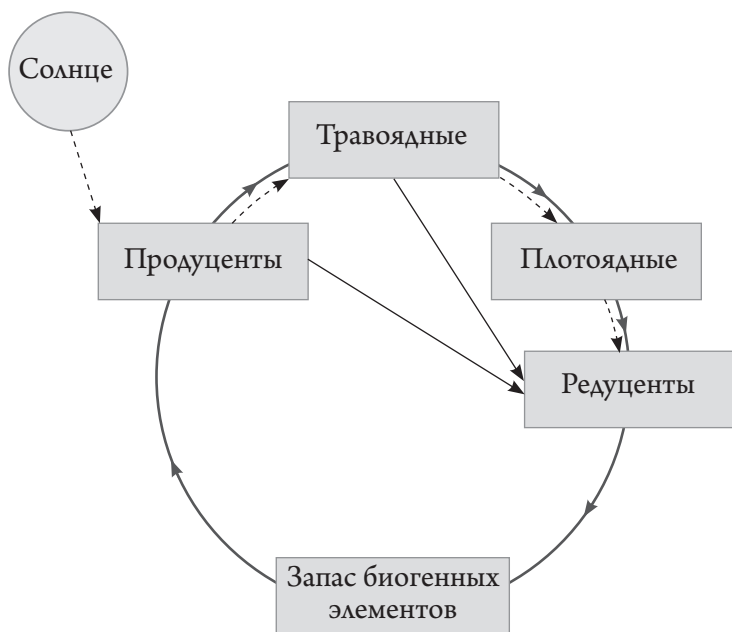 Солнце
Травоядные
Продуценты
Плотоядные
Редуценты
Запас биогенных
элементов